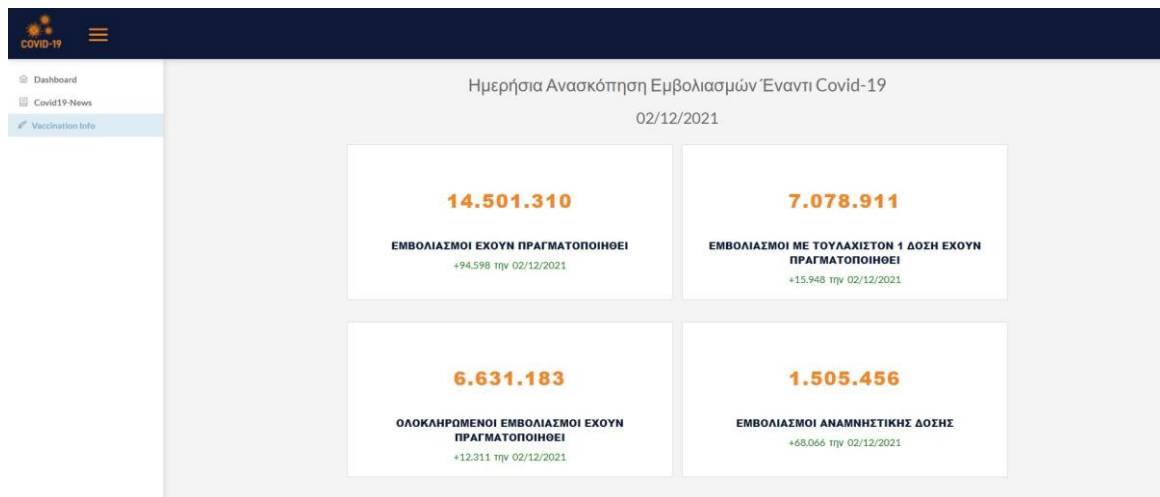 COVID-19
Dashboard
Covid19-News
Vaccination Info
Ημερήσια Ανασκόπηση Εμβολιασμών Έναντι Covid-19
02/12/2021
14.501.310
ΕΜΒΟΛΙΑΣΜΟΙ ΕΧΟΥΝ ΠΡΑΓΜΑΤΟΠΟΙΗΘΕΙ
+94.598 την 02/12/2021
7.078.911
ΕΜΒΟΛΙΑΣΜΟΙ ΜΕ ΤΟΥΛΑΧΙΣΤΟΝ 1 ΔΟΣΗ ΕΧΟΥΝ
ΠΡΑΓΜΑΤΟΠΟΙΗΘΕΙ
+15.948 την 02/12/2021
6.631.183
ΟΛΟΚΛΗΡΩΜΕΝΟΙ ΕΜΒΟΛΙΑΣΜΟΙ ΕΧΟΥΝ
ΠΡΑΓΜΑΤΟΠΟΙΗΘΕΙ
+12.311 την 02/12/2021
1.505.456
ΕΜΒΟΛΙΑΣΜΟΙ ΑΝΑΜΝΗΣΤΙΚΗΣ ΔΟΣΗΣ
+68.066 την 02/12/2021